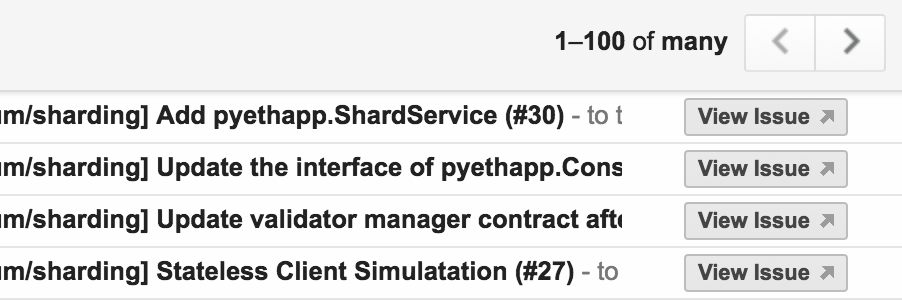 1–100 of many
um/sharding] Add pyethapp.ShardService (#30) - to t View Issue
um/sharding] Update the interface of pyethapp.Cons View Issue
um/sharding] Update validator manager contract afte View Issue
um/sharding] Stateless Client Simulatation (#27) - to View Issue